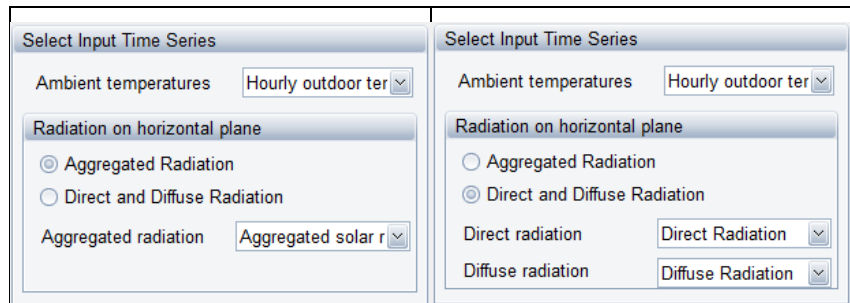 Select Input Time Series
Ambient temperatures Hourly outdoor ter
Radiation on horizontal plane
Aggregated Radiation
Direct and Diffuse Radiation
Aggregated radiation Aggregated solar r
Select Input Time Series
Ambient temperatures Hourly outdoor ter
Radiation on horizontal plane
Aggregated Radiation
Direct and Diffuse Radiation
Direct radiation Direct Radiation
Diffuse radiation Diffuse Radiation